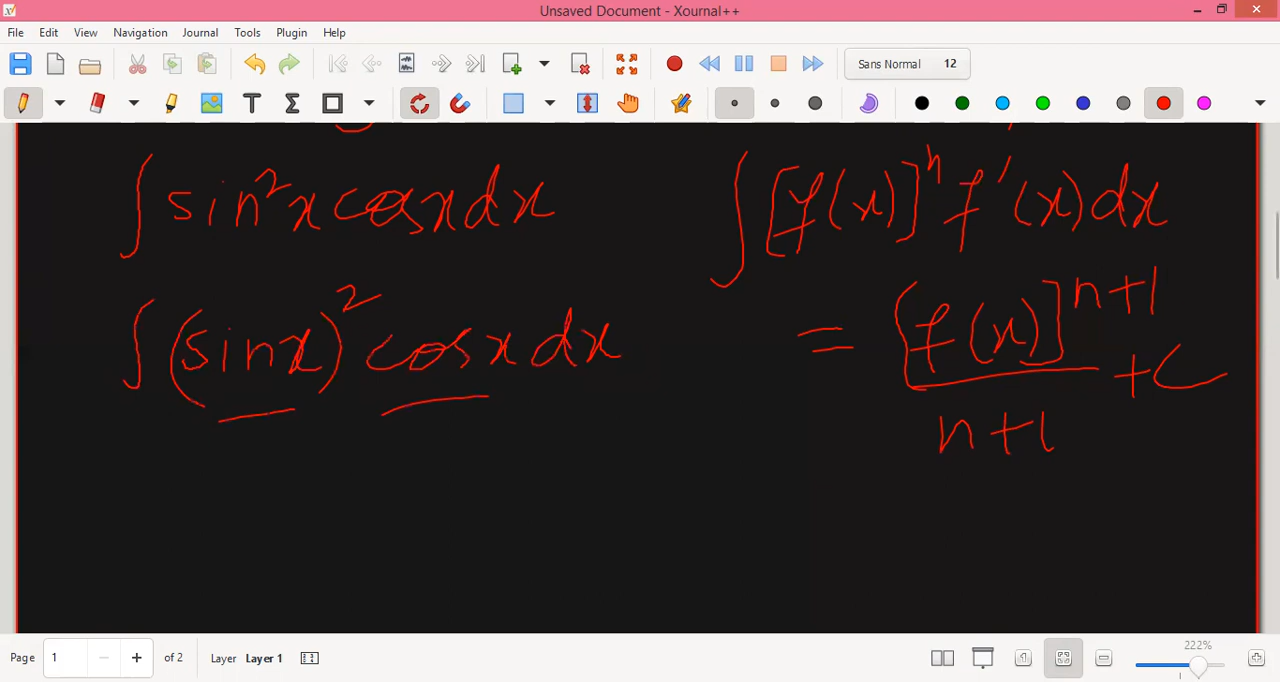 Unsaved Document - Xournal++
File Edit View Navigation Journal Tools Plugin Help
Sans Normal 12
∫ sin²x cosx dx
∫ [f(x)]ⁿ f'(x) dx
∫ (sinx)² cosx dx
= [f(x)]ⁿ⁺¹ / n+1 + c
Page 1 of 2 Layer Layer 1 222%